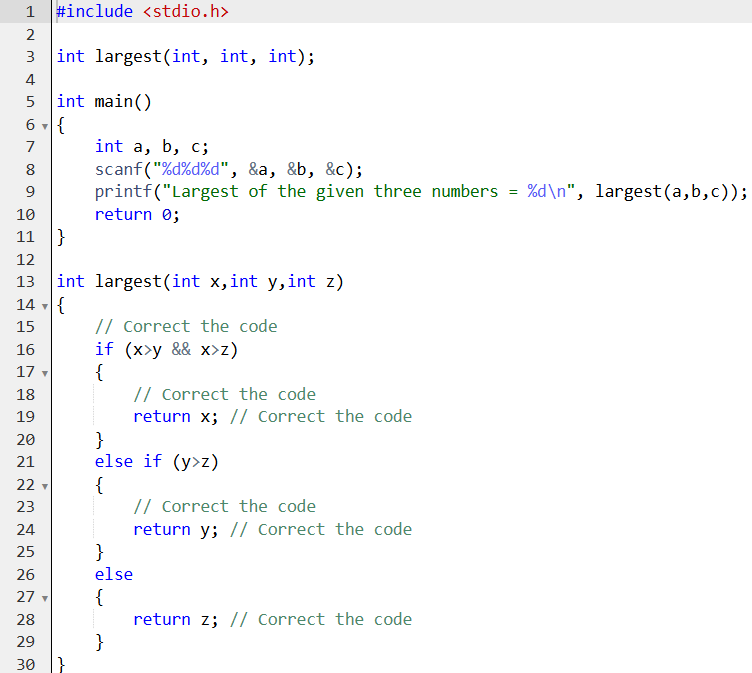 1 #include <stdio.h>
2
3 int largest(int, int, int);
4
5 int main()
6 {
7     int a, b, c;
8     scanf("%d%d%d", &a, &b, &c);
9     printf("Largest of the given three numbers = %d\n", largest(a,b,c));
10     return 0;
11 }
12
13 int largest(int x,int y,int z)
14 {
15     // Correct the code
16     if (x>y && x>z)
17     {
18         // Correct the code
19         return x; // Correct the code
20     }
21     else if (y>z)
22     {
23         // Correct the code
24         return y; // Correct the code
25     }
26     else
27     {
28         return z; // Correct the code
29     }
30 }